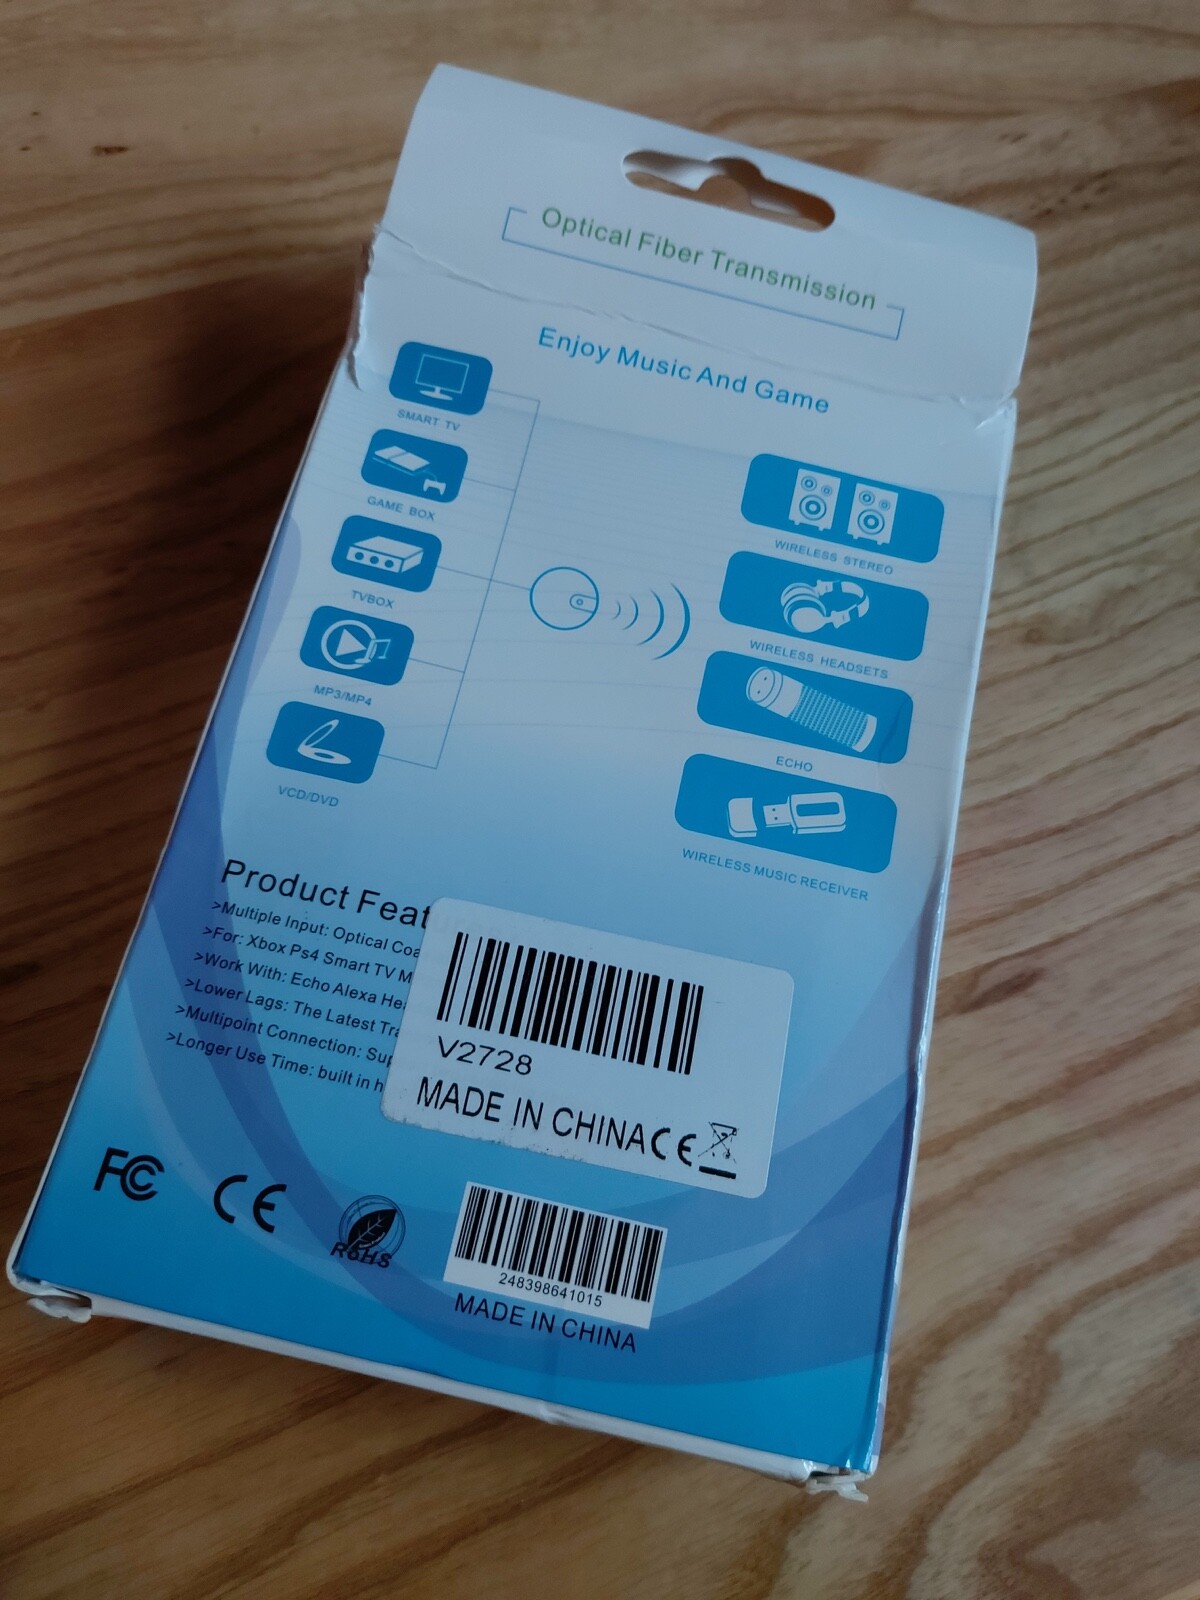 Optical Fiber Transmission
Enjoy Music And Game
SMART TV
GAME BOX
TVBOX
MP3/MP4
VCD/DVD
WIRELESS STEREO
WIRELESS HEADSETS
ECHO
WIRELESS MUSIC RECEIVER
Product Feat
>Multiple Input: Optical Coa
>For: Xbox Ps4 Smart TV M
>Work With: Echo Alexa Hea
>Lower Lags: The Latest Tra
>Multipoint Connection: Sup
>Longer Use Time: built in h
V2728
MADE IN CHINA CE
FC CE RoHS
248398641015
MADE IN CHINA